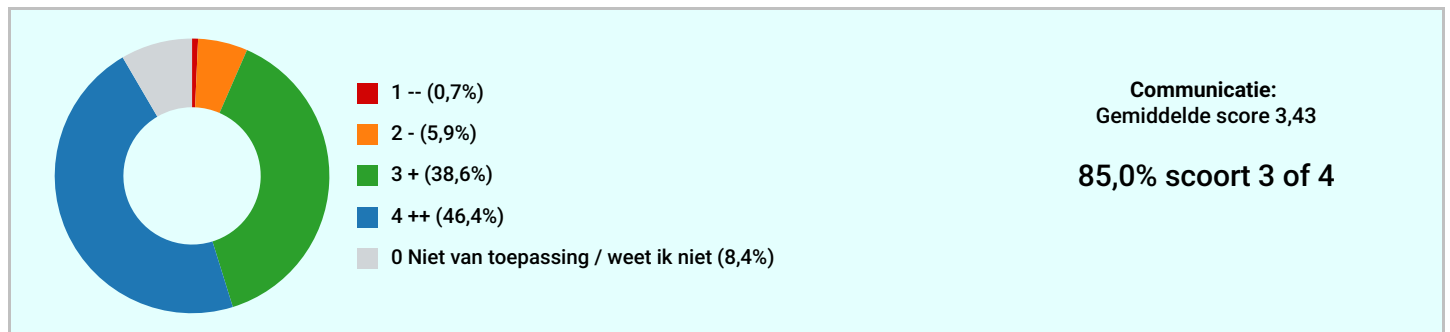 1 -- (0,7%)
2 - (5,9%)
3 + (38,6%)
4 ++ (46,4%)
0 Niet van toepassing / weet ik niet (8,4%)
Communicatie:
Gemiddelde score 3,43
85,0% scoort 3 of 4